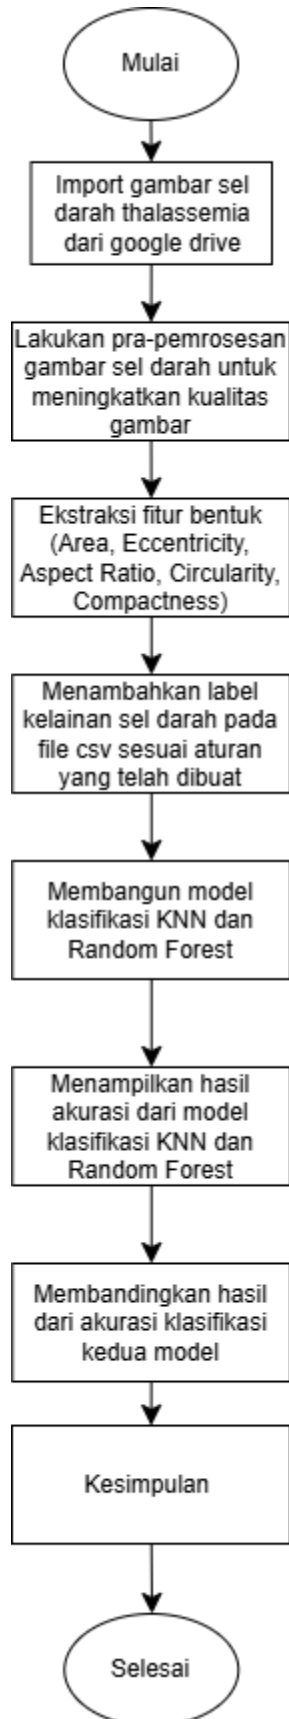 Mulai
Import gambar sel
darah thalassemia
dari google drive
Lakukan pra-pemrosesan
gambar sel darah untuk
meningkatkan kualitas
gambar
Ekstraksi fitur bentuk
(Area, Eccentricity,
Aspect Ratio, Circularity,
Compactness)
Menambahkan label
kelainan sel darah pada
file csv sesuai aturan
yang telah dibuat
Membangun model
klasifikasi KNN dan
Random Forest
Menampilkan hasil
akurasi dari model
klasifikasi KNN dan
Random Forest
Membandingkan hasil
dari akurasi klasifikasi
kedua model
Kesimpulan
Selesai